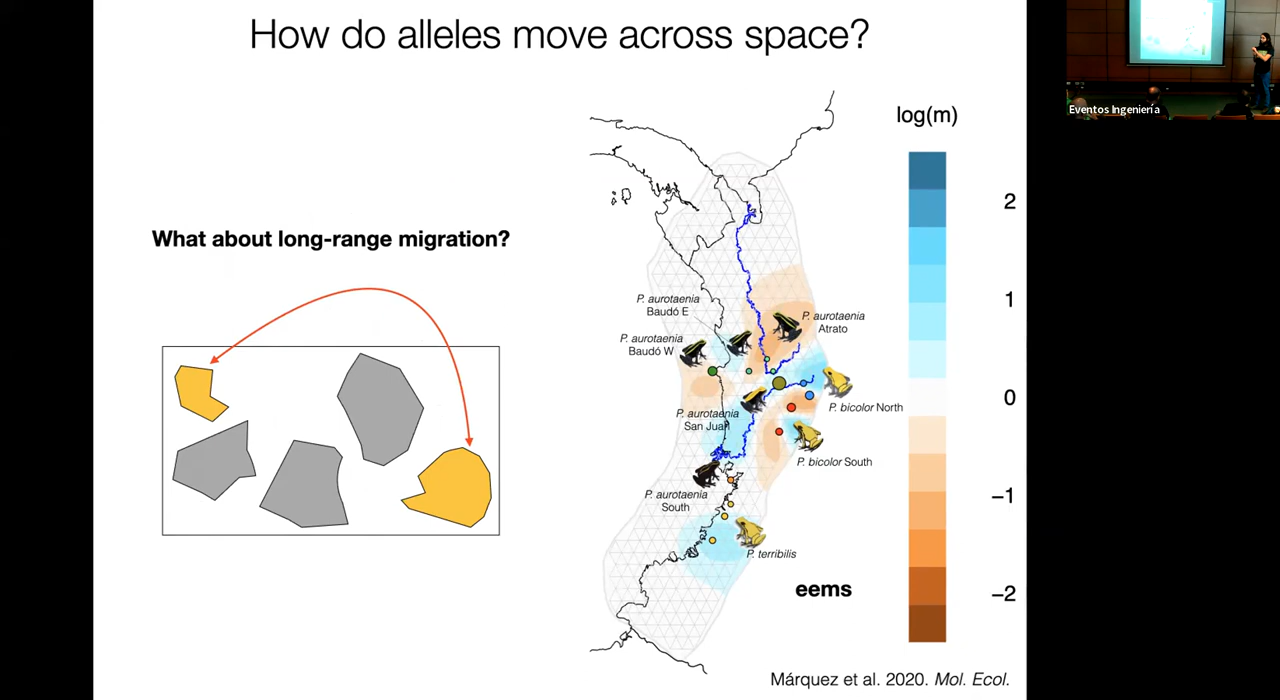 How do alleles move across space?
Eventos Ingeniería
log(m)
What about long-range migration?
2
1
0
−1
−2
P. aurotaenia
Baudó E
P. aurotaenia
Baudó W
P. aurotaenia
Atrato
P. bicolor North
P. aurotaenia
San Juan
P. bicolor South
P. aurotaenia
South
P. terribilis
eems
Márquez et al. 2020. Mol. Ecol.